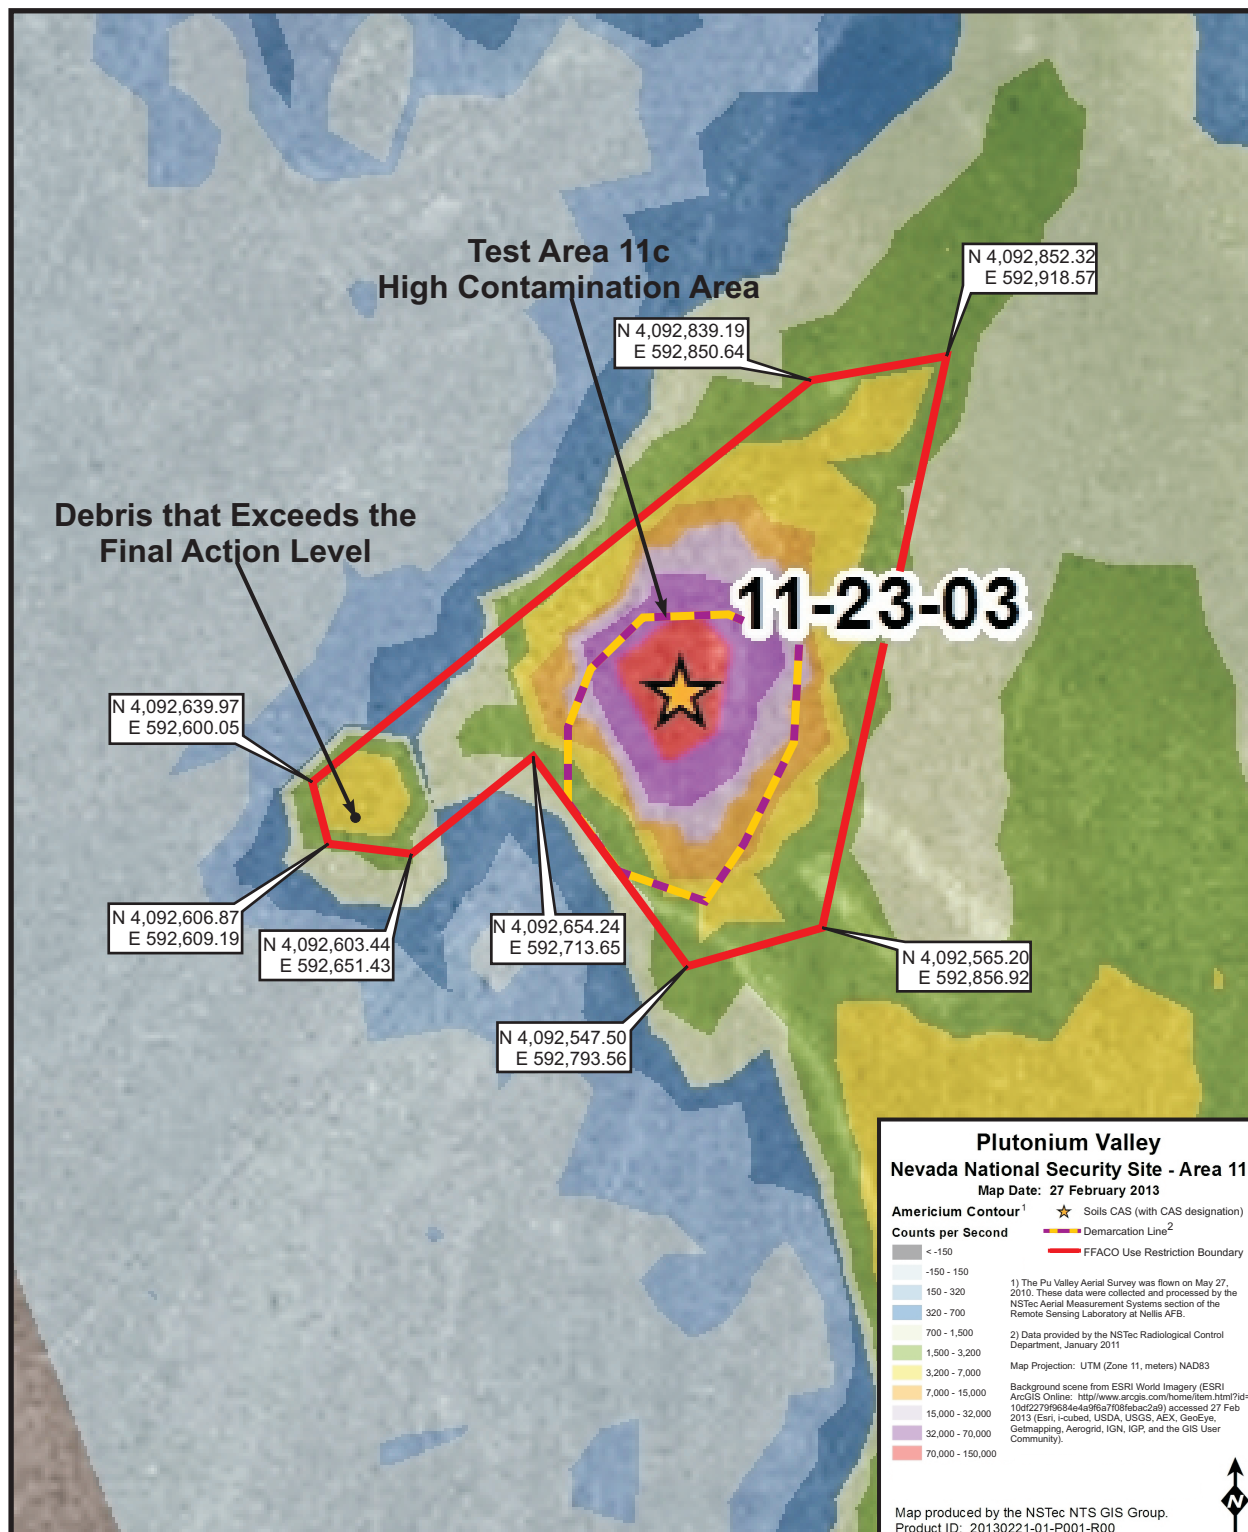 Test Area 11c
High Contamination Area
N 4,092,852.32
E 592,918.57
N 4,092,839.19
E 592,850.64
Debris that Exceeds the
Final Action Level
11-23-03
N 4,092,639.97
E 592,600.05
N 4,092,606.87
E 592,609.19
N 4,092,603.44
E 592,651.43
N 4,092,654.24
E 592,713.65
N 4,092,565.20
E 592,856.92
N 4,092,547.50
E 592,793.56
Plutonium Valley
Nevada National Security Site - Area 11
Map Date: 27 February 2013
Americium Contour 1
Counts per Second
< -150
-150 - 150
150 - 320
320 - 700
700 - 1,500
1,500 - 3,200
3,200 - 7,000
7,000 - 15,000
15,000 - 32,000
32,000 - 70,000
70,000 - 150,000
Soils CAS (with CAS designation)
Demarcation Line2
FFACO Use Restriction Boundary
1) The Pu Valley Aerial Survey was flown on May 27,
2010. These data were collected and processed by the
NSTec Aerial Measurement Systems section of the
Remote Sensing Laboratory at Nellis AFB.
2) Data provided by the NSTec Radiological Control
Department, January 2011
Map Projection: UTM (Zone 11, meters) NAD83
Background scene from ESRI World Imagery (ESRI
ArcGIS Online: http//www.arcgis.com/home/item.html?id=
10df2279f9684e4a9f6a7f08febac2a9) accessed 27 Feb
2013 (Esri, i-cubed, USDA, USGS, AEX, GeoEye,
Getmapping, Aerogrid, IGN, IGP, and the GIS User
Community).
N
Map produced by the NSTec NTS GIS Group.
Product ID: 20130221-01-P001-R00